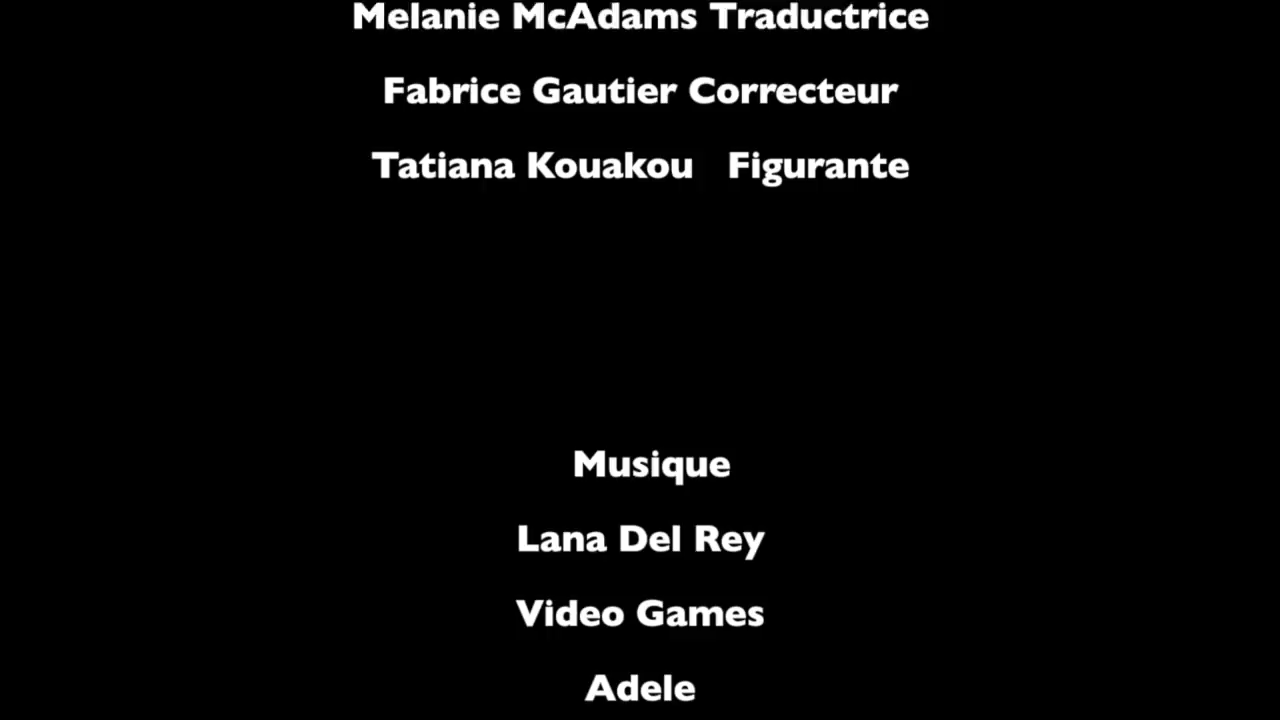 Melanie McAdams Traductrice
Fabrice Gautier Correcteur
Tatiana Kouakou Figurante
Musique
Lana Del Rey
Video Games
Adele